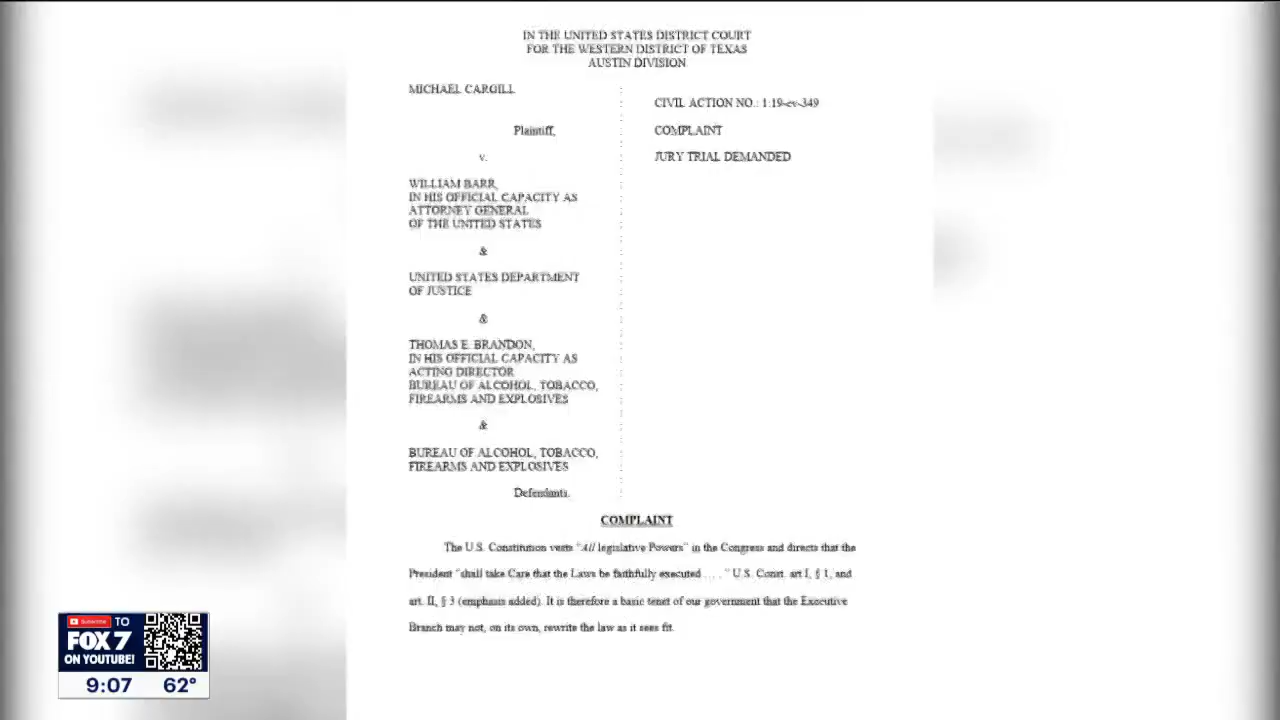 IN THE UNITED STATES DISTRICT COURT
FOR THE WESTERN DISTRICT OF TEXAS
AUSTIN DIVISION
MICHAEL CARGILL
Plaintiff,
v.
WILLIAM BARR,
IN HIS OFFICIAL CAPACITY AS
ATTORNEY GENERAL
OF THE UNITED STATES
&
UNITED STATES DEPARTMENT
OF JUSTICE
&
THOMAS E. BRANDON,
IN HIS OFFICIAL CAPACITY AS
ACTING DIRECTOR
BUREAU OF ALCOHOL, TOBACCO,
FIREARMS AND EXPLOSIVES
&
BUREAU OF ALCOHOL, TOBACCO,
FIREARMS AND EXPLOSIVES
Defendants.
CIVIL ACTION NO.: 1:19-cv-349
COMPLAINT
JURY TRIAL DEMANDED
COMPLAINT
The U.S. Constitution vests "All legislative Powers" in the Congress and directs that the
President "shall take Care that the Laws be faithfully executed . . . ." U.S. Const. art I, § 1, and
art. II, § 3 (emphasis added). It is therefore a basic tenet of our government that the Executive
Branch may not, on its own, rewrite the law as it sees fit.
Subscribe TO
FOX 7
ON YOUTUBE!
9:07 62°